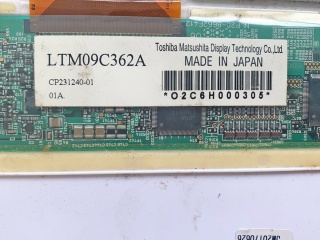 Toshiba Matsushita Display Technology Co.,Ltd.
LTM09C362A
MADE IN JAPAN
CP231240-01
01A.
*O2C6H000305*